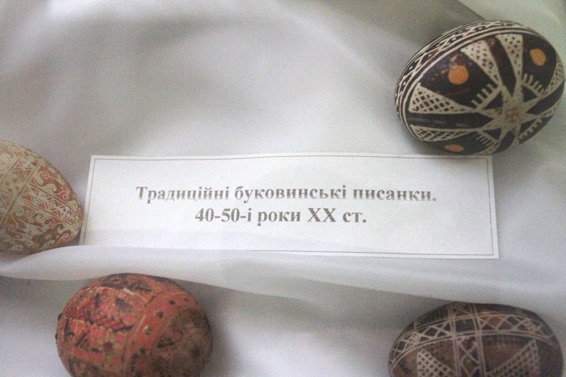 Традиційні буковинські писанки.
40-50-і роки ХХ ст.